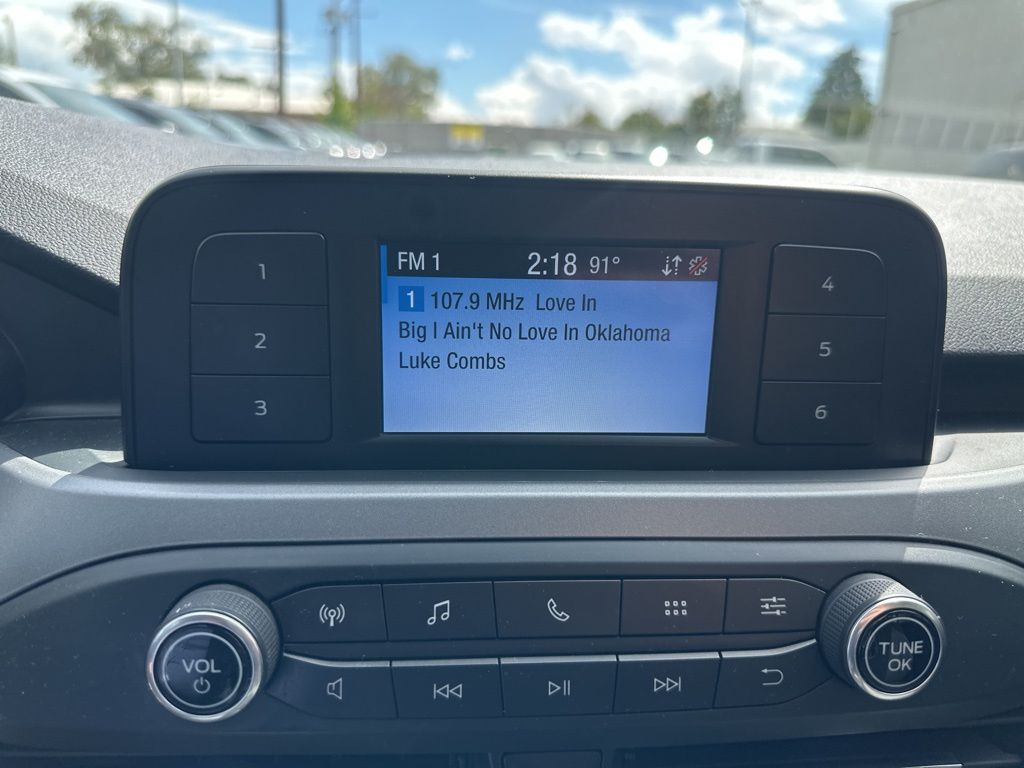 FM 1 2:18 91°
1 107.9 MHz Love In
Big I Ain't No Love In Oklahoma
Luke Combs
1
2
3
4
5
6
VOL
TUNE
OK